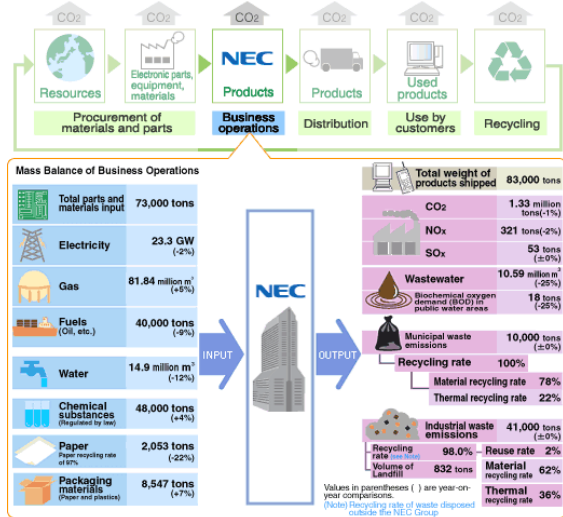 CO2 CO2 CO2 CO2 CO2 CO2
Resources
Electronic parts,
equipment,
materials
NEC
Products
Products
Used
products
Procurement of
materials and parts
Business
operations
Distribution
Use by
customers
Recycling
Mass Balance of Business Operations
Total parts and
materials input
73,000 tons
Electricity
23.3 GW
(-2%)
Gas
81.84 million m³
(+5%)
Fuels
(Oil, etc.)
40,000 tons
(-9%)
Water
14.9 million m³
(-12%)
Chemical
substances
(Regulated by law)
48,000 tons
(+4%)
Paper
Paper recycling rate
of 97%
2,053 tons
(-22%)
Packaging
materials
(Paper and plastics)
8,547 tons
(+7%)
INPUT
NEC
OUTPUT
Total weight of
products shipped
83,000 tons
CO2
1.33 million
tons(-1%)
NOx
321 tons(-2%)
SOx
53 tons
(±0%)
Wastewater
10.59 million m³
(-25%)
Biochemical oxygen
demand (BOD) in
public water areas
18 tons
(-25%)
Municipal waste
emissions
10,000 tons
(±0%)
Recycling rate
100%
Material recycling rate
78%
Thermal recycling rate
22%
Industrial waste
emissions
41,000 tons
(±0%)
Recycling
rate (see Note)
98.0%
Volume of
Landfill
832 tons
Reuse rate
2%
Material
recycling
62%
Thermal
recycling
36%
Values in parentheses ( ) are year-on-
year comparisons.
(Note) Recycling rate of waste disposed
outside the NEC Group